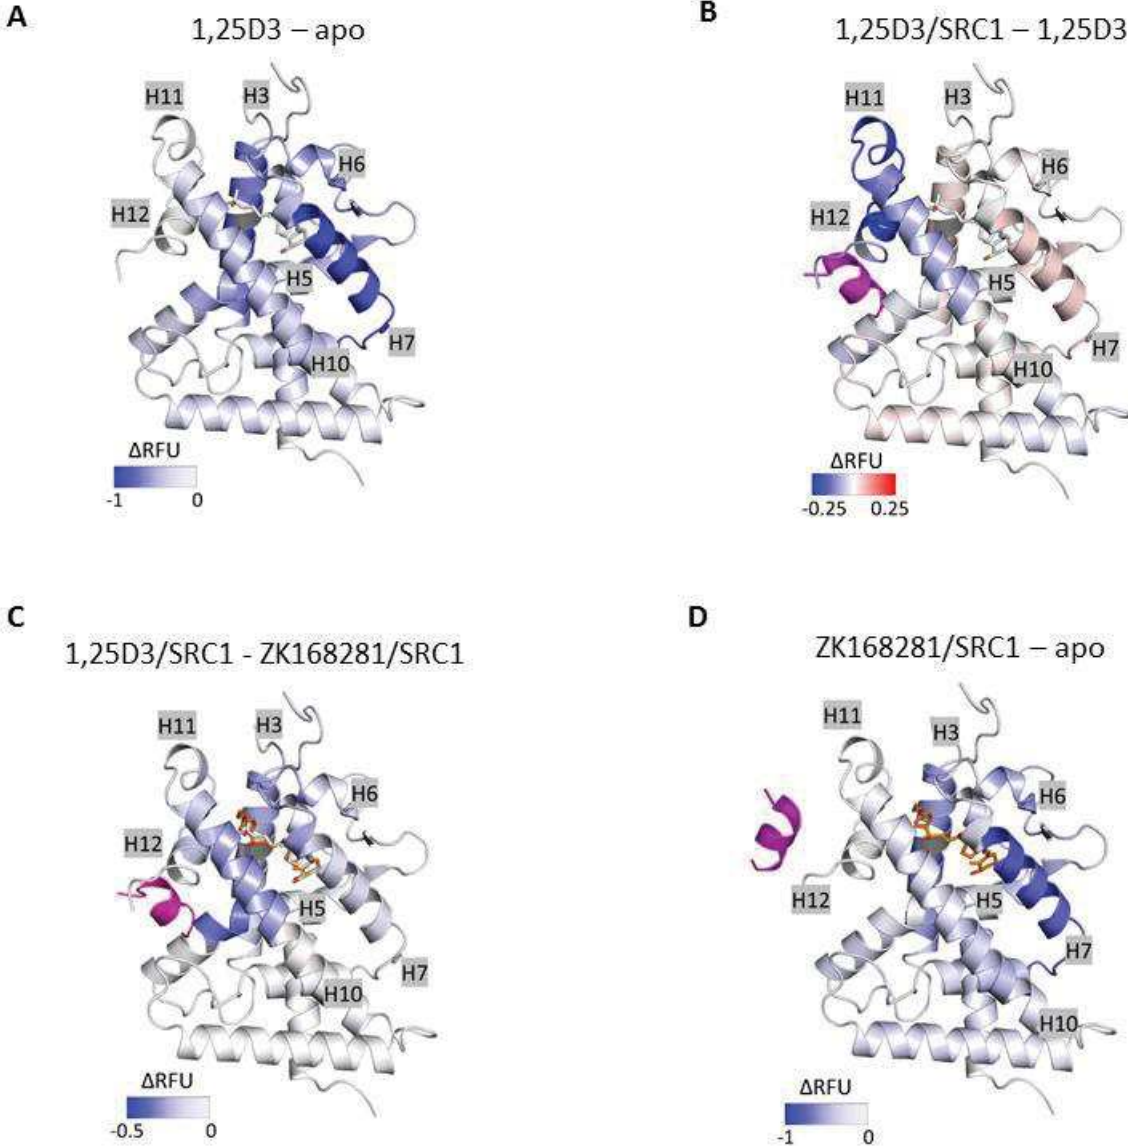 A
1,25D3 – apo
H11
H3
H6
H12
H5
H7
H10
ΔRFU
-1 0
B
1,25D3/SRC1 – 1,25D3
H11
H3
H6
H12
H5
H7
H10
ΔRFU
-0.25 0.25
C
1,25D3/SRC1 - ZK168281/SRC1
H11
H3
H6
H12
H5
H7
H10
ΔRFU
-0.5 0
D
ZK168281/SRC1 – apo
H11
H3
H6
H12
H5
H7
H10
ΔRFU
-1 0